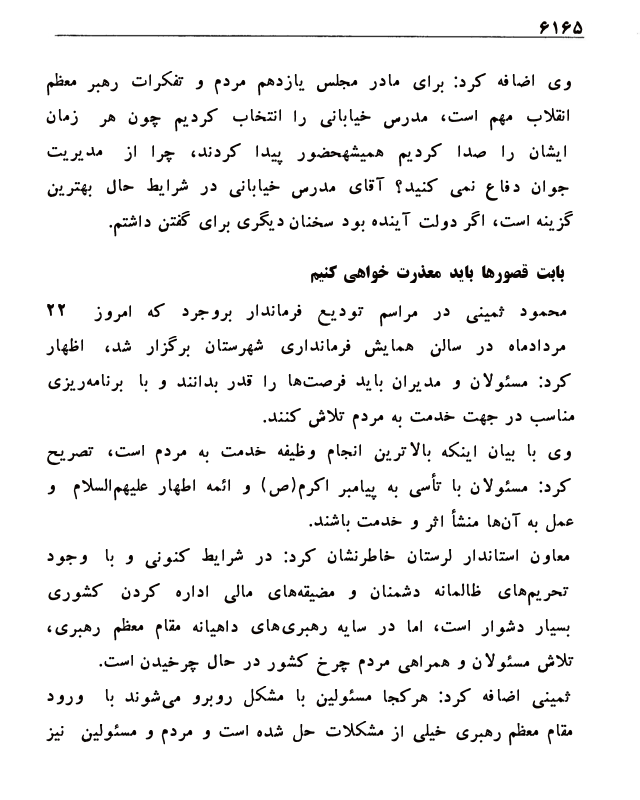 ۶۱۶۵
وی اضافه کرد: برای مادر مجلس یازدهم مردم و تفکرات رهبر معظم
انقلاب مهم است، مدرس خیابانی را انتخاب کردیم چون هر زمان
ایشان را صدا کردیم همیشهحضور پیدا کردند، چرا از مدیریت
جوان دفاع نمی کنید؟ آقای مدرس خیابانی در شرایط حال بهترین
گزینه است، اگر دولت آینده بود سخنان دیگری برای گفتن داشتم.
بابت قصورها باید معذرت خواهی کنیم
محمود ثمینی در مراسم تودیع فرماندار بروجرد که امروز ۲۲
مردادماه در سالن همایش فرمانداری شهرستان برگزار شد، اظهار
کرد: مسئولان و مدیران باید فرصت‌ها را قدر بدانند و با برنامه‌ریزی
مناسب در جهت خدمت به مردم تلاش کنند.
وی با بیان اینکه بالاترین انجام وظیفه خدمت به مردم است، تصریح
کرد: مسئولان با تأسی به پیامبر اکرم(ص) و ائمه اطهار علیهم‌السلام و
عمل به آن‌ها منشأ اثر و خدمت باشند.
معاون استاندار لرستان خاطرنشان کرد: در شرایط کنونی و با وجود
تحریم‌های ظالمانه دشمنان و مضیقه‌های مالی اداره کردن کشوری
بسیار دشوار است، اما در سایه رهبری‌های داهیانه مقام معظم رهبری،
تلاش مسئولان و همراهی مردم چرخ کشور در حال چرخیدن است.
ثمینی اضافه کرد: هرکجا مسئولین با مشکل روبرو می‌شوند با ورود
مقام معظم رهبری خیلی از مشکلات حل شده است و مردم و مسئولین نیز